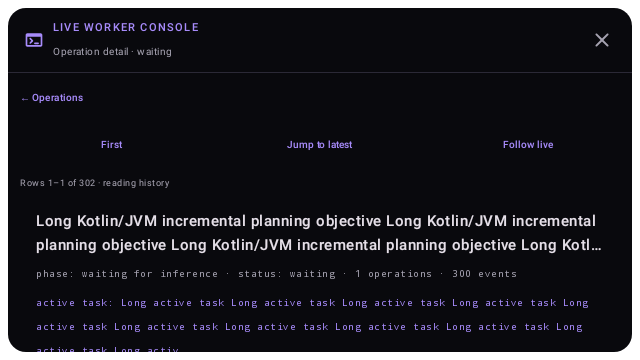 LIVE WORKER CONSOLE
Operation detail · waiting
← Operations
First
Jump to latest
Follow live
Rows 1–1 of 302 · reading history
Long Kotlin/JVM incremental planning objective Long Kotlin/JVM incremental
planning objective Long Kotlin/JVM incremental planning objective Long Kotl…
phase: waiting for inference · status: waiting · 1 operations · 300 events
active task: Long active task Long active task Long active task Long active task Long
active task Long active task Long active task Long active task Long active task Long
active task Long activ